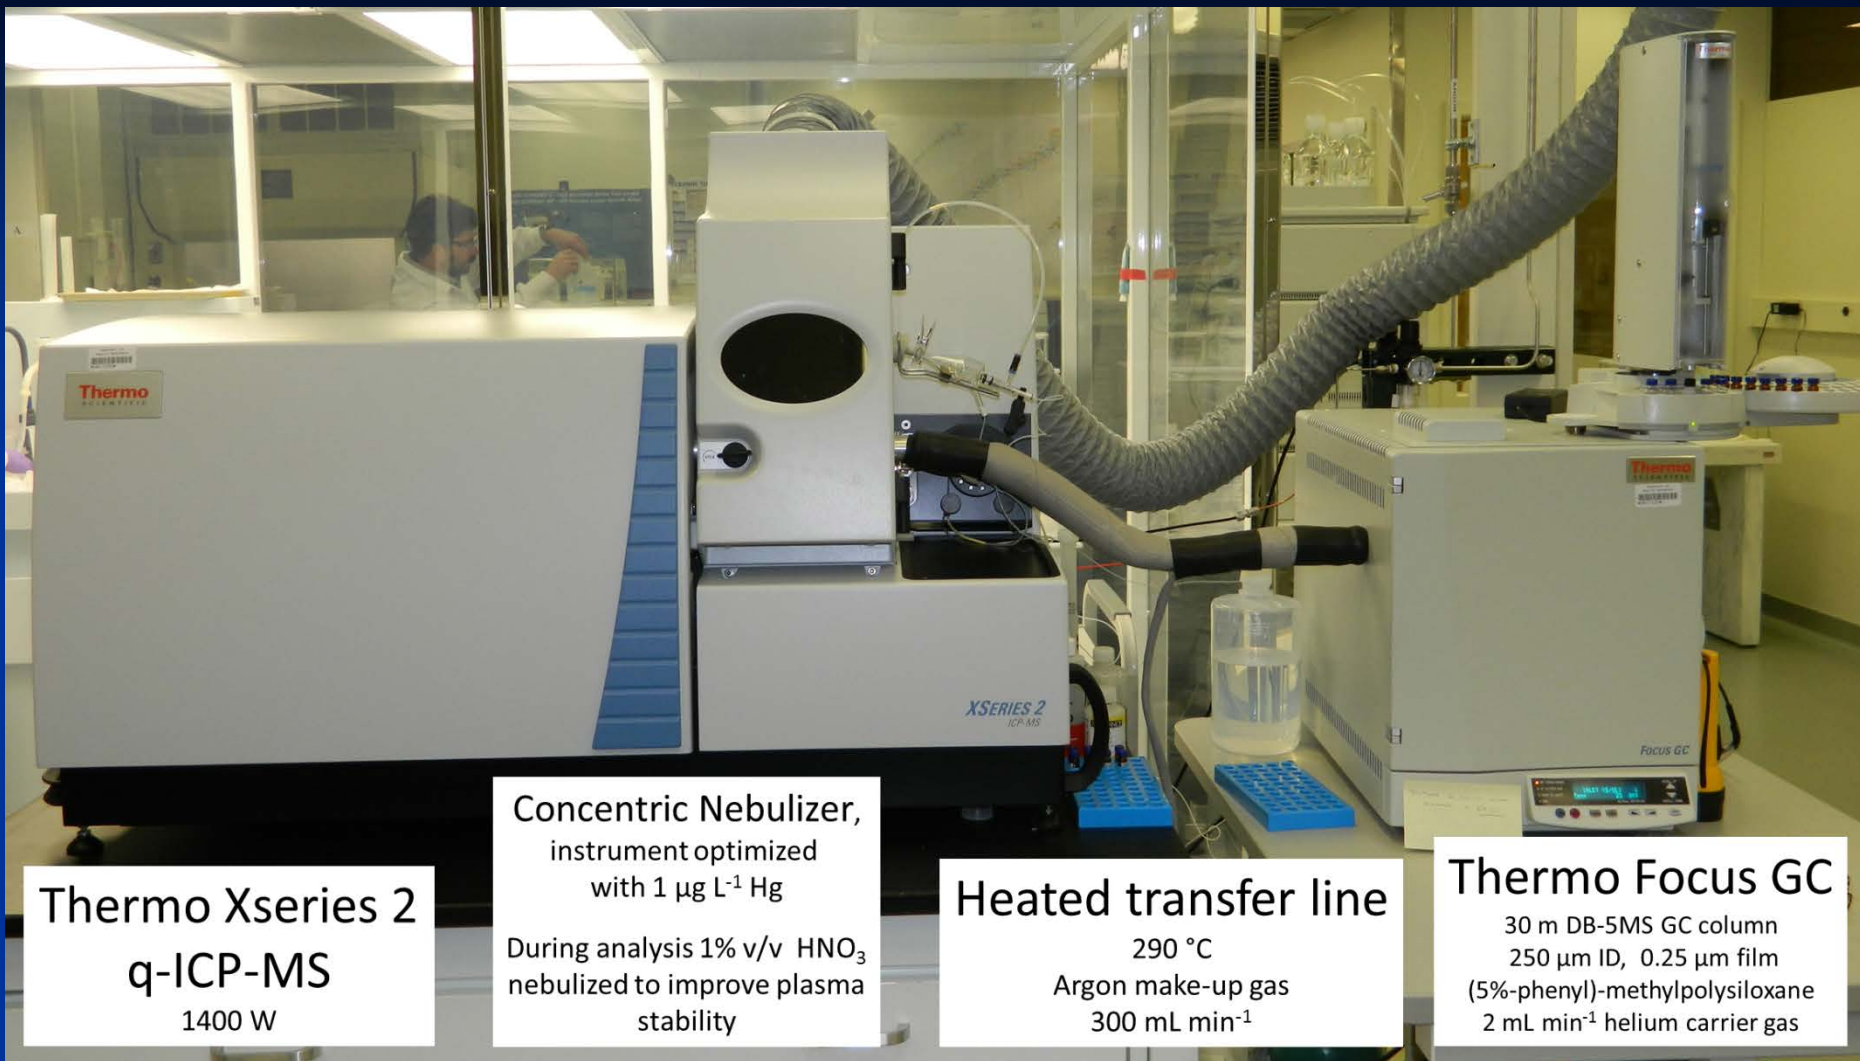 Thermo
SCIENTIFIC
Thermo
SCIENTIFIC
XSERIES 2
ICP-MS
Focus GC
Thermo Xseries 2
q-ICP-MS
1400 W
Concentric Nebulizer,
instrument optimized
with 1 µg L⁻¹ Hg
During analysis 1% v/v HNO₃
nebulized to improve plasma
stability
Heated transfer line
290 °C
Argon make-up gas
300 mL min⁻¹
Thermo Focus GC
30 m DB-5MS GC column
250 µm ID, 0.25 µm film
(5%-phenyl)-methylpolysiloxane
2 mL min⁻¹ helium carrier gas